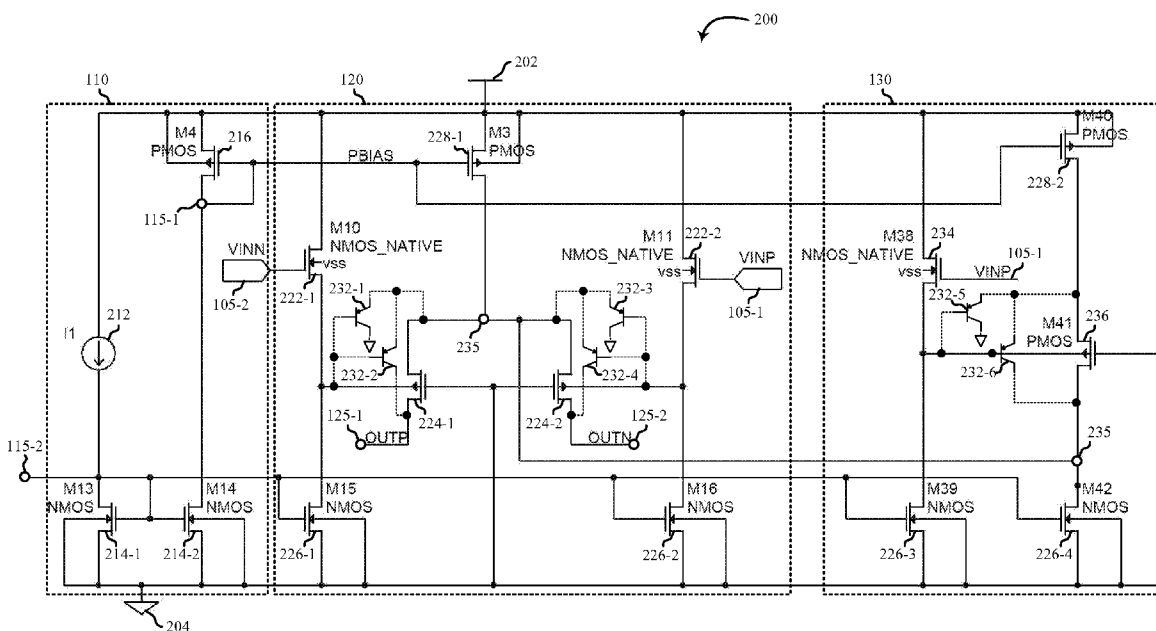 200
202
110
120
130
M4
PMOS
216
228-1
M3
PMOS
PBIAS
M40
PMOS
228-2
115-1
M10
NMOS_NATIVE
VINN
vss
105-2
222-1
M11
222-2
NMOS_NATIVE
vss
VINP
105-1
M38
234
NMOS_NATIVE
vss
VINP
105-1
232-1
232-3
232-5
I1
212
235
M41
PMOS
236
232-2
232-4
232-6
224-1
224-2
125-1
OUTP
OUTN
125-2
235
115-2
M13
NMOS
214-1
M14
NMOS
214-2
M15
NMOS
226-1
M16
NMOS
226-2
M39
NMOS
226-3
M42
NMOS
226-4
204